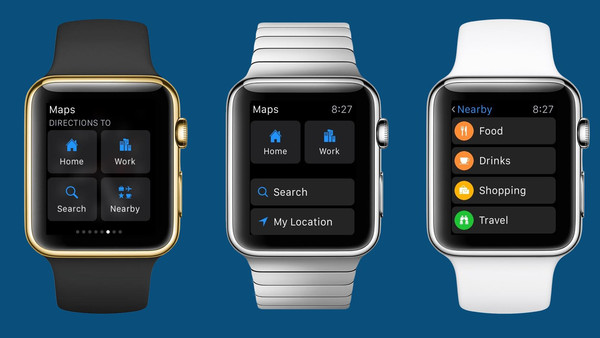 Maps
DIRECTIONS TO
Home Work
Search Nearby
Maps 8:27
Home Work
Search
My Location
Nearby 8:27
Food
Drinks
Shopping
Travel